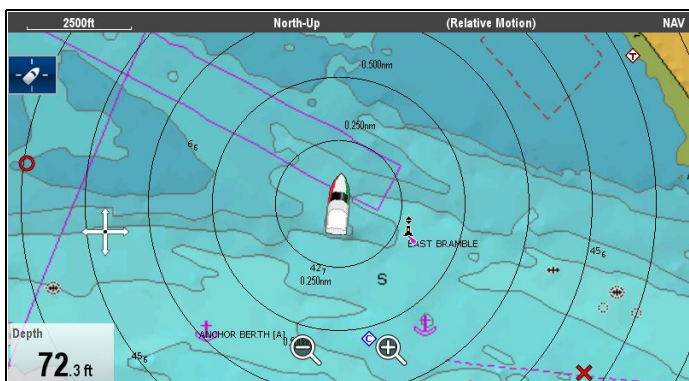 2500ft North-Up (Relative Motion) NAV
0.500nm
T
0.250nm
6₆
EAST BRAMBLE
45₆
42₇
0.250nm
S
ANCHOR BERTH [A]
C
Depth
45₆
72.3 ft